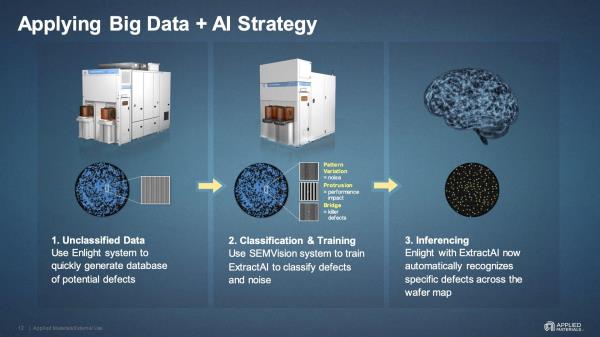 Applying Big Data + AI Strategy
Pattern
Variation
= noise
Protrusion
= performance
impact
Bridge
= killer
defects
1. Unclassified Data
Use Enlight system to
quickly generate database
of potential defects
2. Classification & Training
Use SEMVision system to train
ExtractAI to classify defects
and noise
3. Inferencing
Enlight with ExtractAI now
automatically recognizes
specific defects across the
wafer map
12 | Applied Materials External Use
APPLIED
MATERIALS